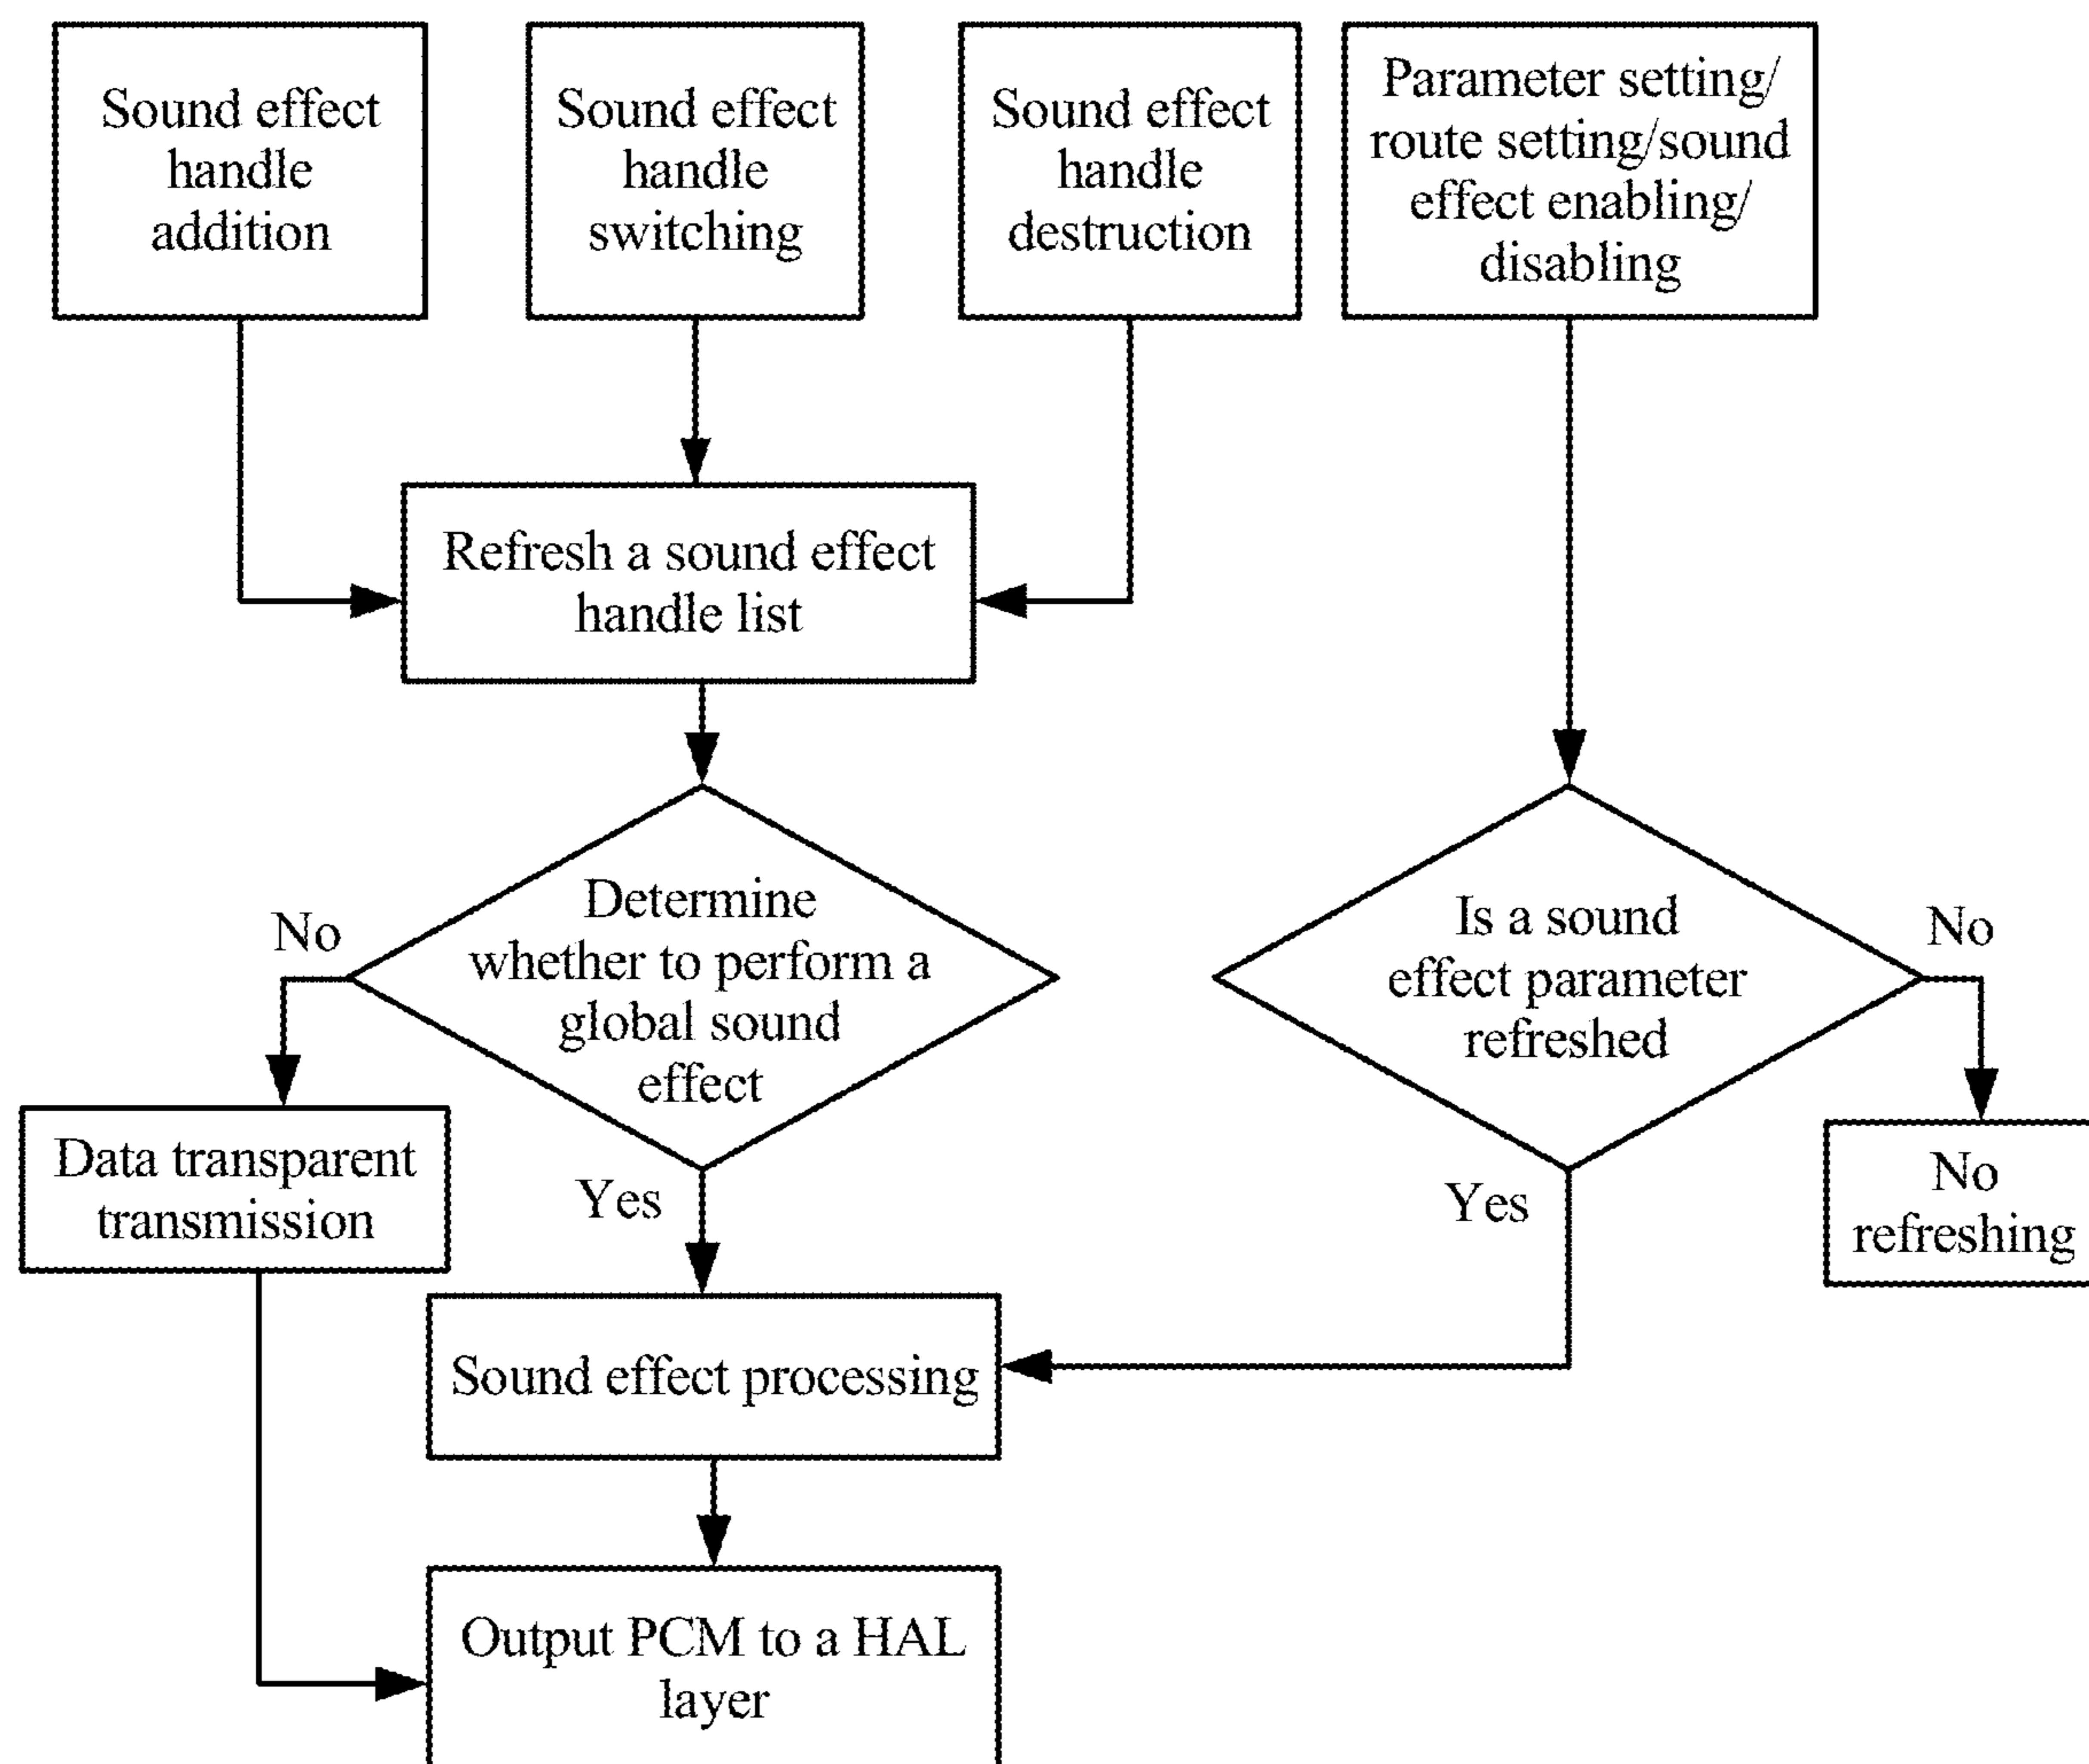 Sound effect
handle
addition
Sound effect
handle
switching
Sound effect
handle
destruction
Parameter setting/
route setting/sound
effect enabling/
disabling
Refresh a sound effect
handle list
Determine
whether to perform a
global sound
effect
No
Yes
Is a sound
effect parameter
refreshed
No
Yes
Data transparent
transmission
No
refreshing
Sound effect processing
Output PCM to a HAL
layer